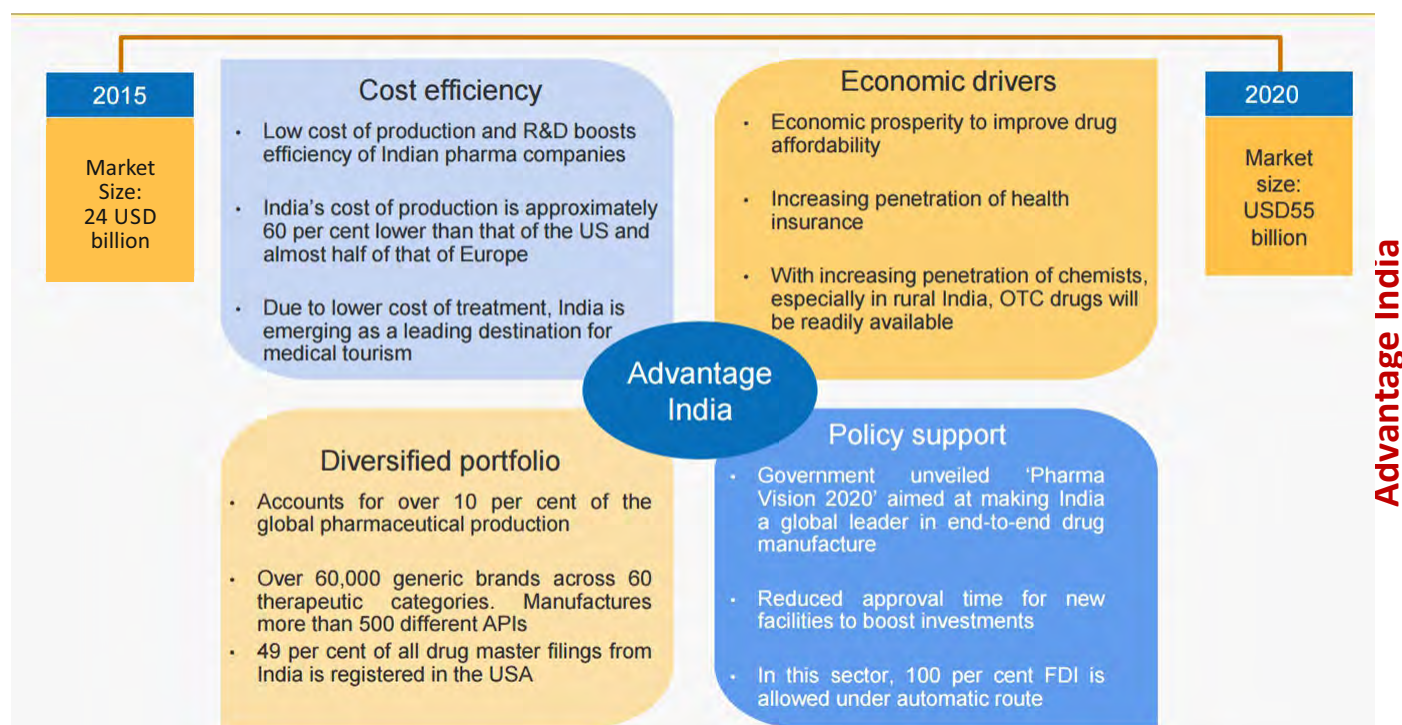 2015
Market
Size:
24 USD
billion
Cost efficiency
• Low cost of production and R&D boosts
efficiency of Indian pharma companies
• India's cost of production is approximately
60 per cent lower than that of the US and
almost half of that of Europe
• Due to lower cost of treatment, India is
emerging as a leading destination for
medical tourism
Economic drivers
• Economic prosperity to improve drug
affordability
• Increasing penetration of health
insurance
• With increasing penetration of chemists,
especially in rural India, OTC drugs will
be readily available
2020
Market
size:
USD55
billion
Advantage
India
Diversified portfolio
• Accounts for over 10 per cent of the
global pharmaceutical production
• Over 60,000 generic brands across 60
therapeutic categories. Manufactures
more than 500 different APIs
• 49 per cent of all drug master filings from
India is registered in the USA
Policy support
• Government unveiled 'Pharma
Vision 2020' aimed at making India
a global leader in end-to-end drug
manufacture
• Reduced approval time for new
facilities to boost investments
• In this sector, 100 per cent FDI is
allowed under automatic route
Advantage India